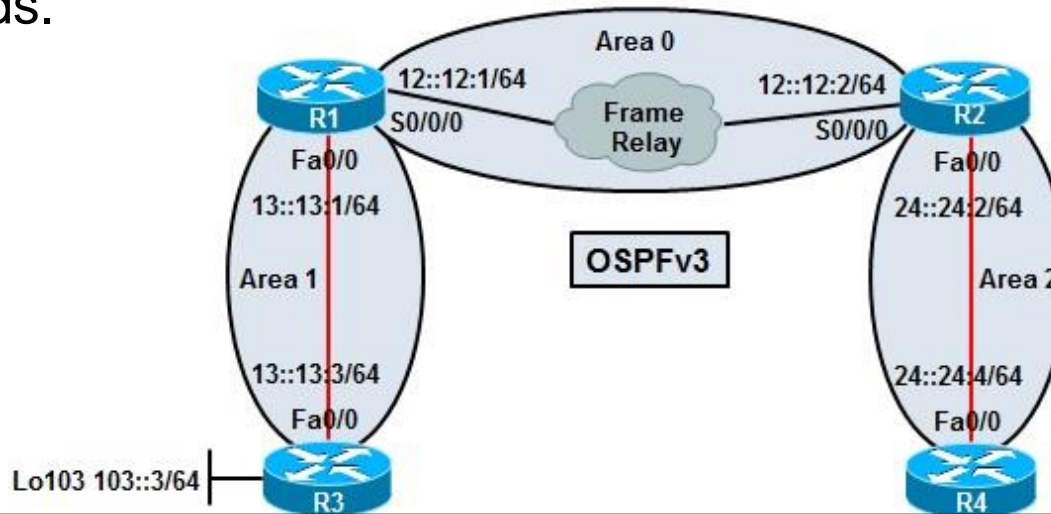 Area 0
12::12:1/64
12::12:2/64
R1
Frame
Relay
R2
S0/0/0
S0/0/0
Fa0/0
Fa0/0
13::13:1/64
24::24:2/64
OSPFv3
Area 1
Area 2
13::13:3/64
24::24:4/64
Fa0/0
Fa0/0
Lo103 103::3/64
R3
R4